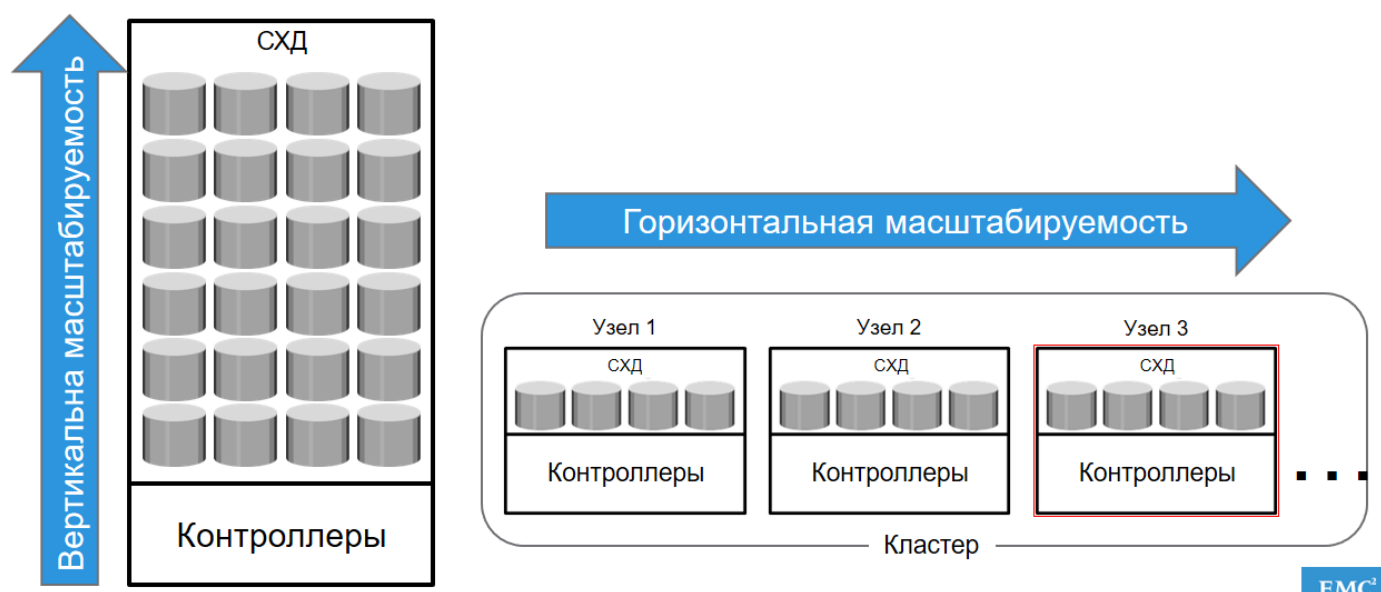 Вертикальна масштабируемость
СХД
Контроллеры
Горизонтальная масштабируемость
Узел 1
Узел 2
Узел 3
СХД
СХД
СХД
Контроллеры
Контроллеры
Контроллеры
. . .
Кластер
EMC²